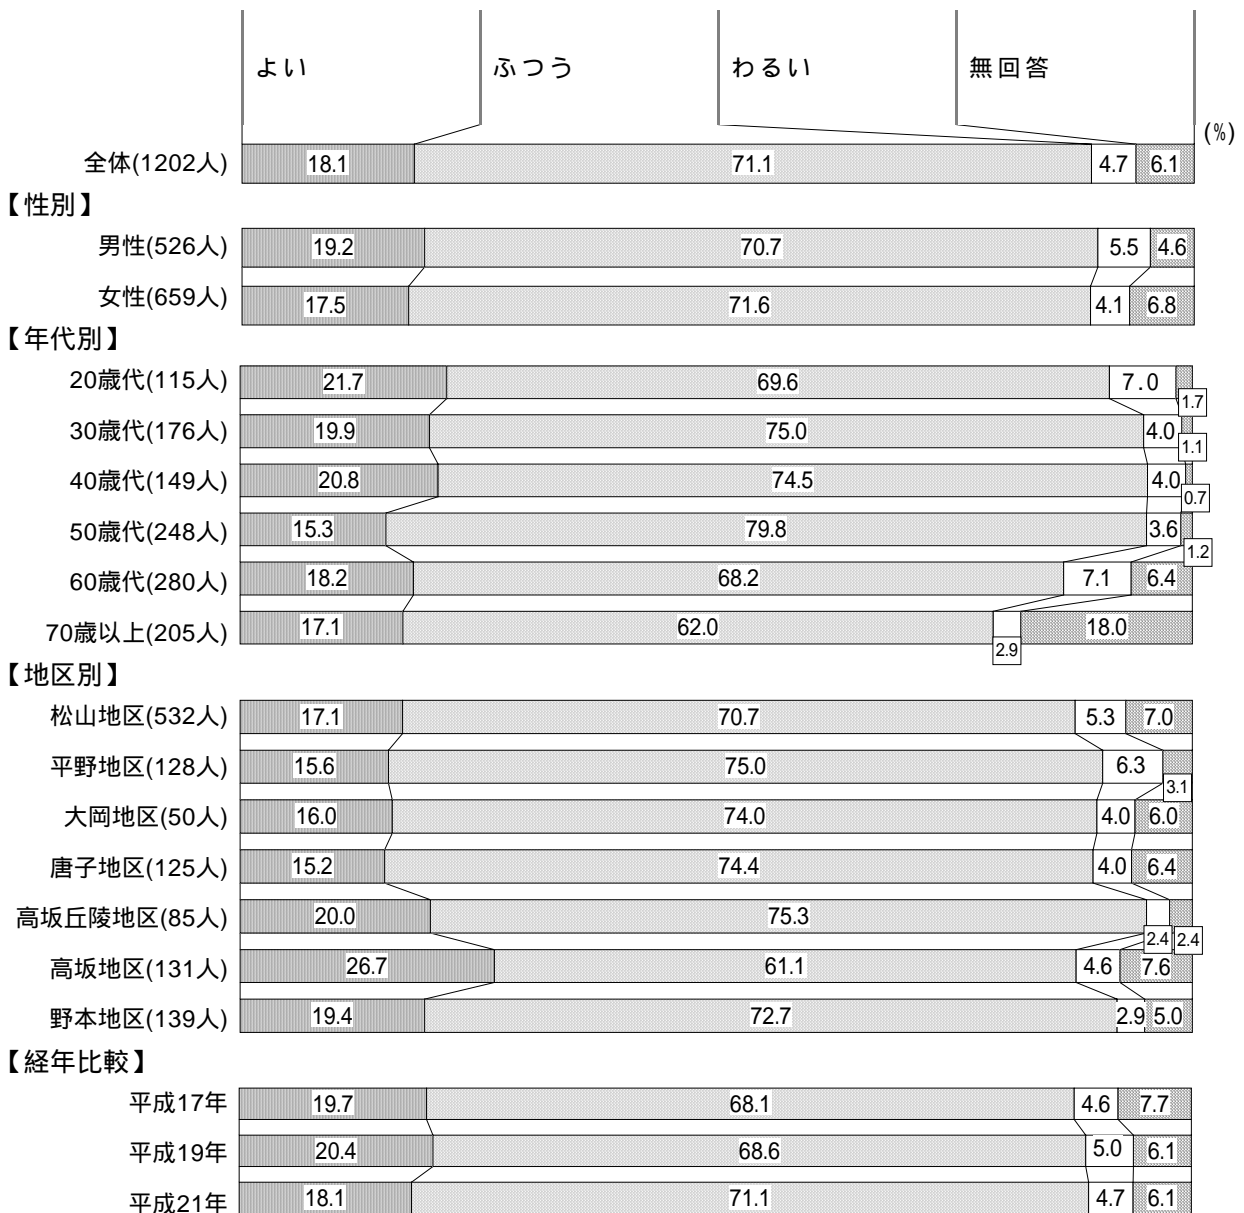 よい ふつう わるい 無回答
(%)
全体(1202人) 18.1 71.1 4.7 6.1
【性別】
男性(526人) 19.2 70.7 5.5 4.6
女性(659人) 17.5 71.6 4.1 6.8
【年代別】
20歳代(115人) 21.7 69.6 7.0 1.7
30歳代(176人) 19.9 75.0 4.0 1.1
40歳代(149人) 20.8 74.5 4.0 0.7
50歳代(248人) 15.3 79.8 3.6 1.2
60歳代(280人) 18.2 68.2 7.1 6.4
70歳以上(205人) 17.1 62.0 2.9 18.0
【地区別】
松山地区(532人) 17.1 70.7 5.3 7.0
平野地区(128人) 15.6 75.0 6.3 3.1
大岡地区(50人) 16.0 74.0 4.0 6.0
唐子地区(125人) 15.2 74.4 4.0 6.4
高坂丘陵地区(85人) 20.0 75.3 2.4 2.4
高坂地区(131人) 26.7 61.1 4.6 7.6
野本地区(139人) 19.4 72.7 2.9 5.0
【経年比較】
平成17年 19.7 68.1 4.6 7.7
平成19年 20.4 68.6 5.0 6.1
平成21年 18.1 71.1 4.7 6.1